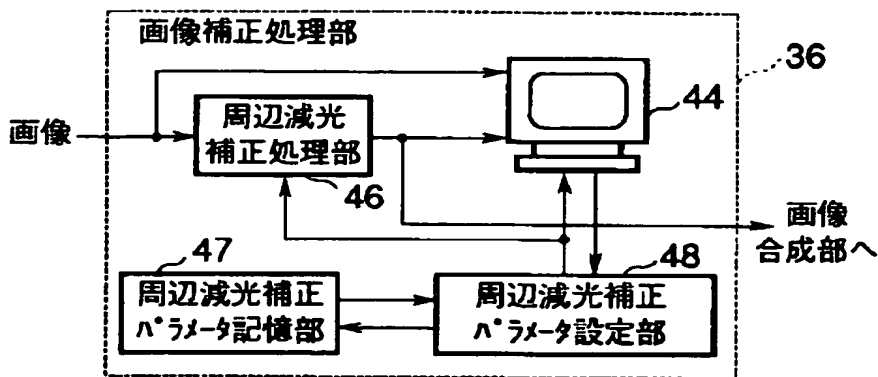 画像補正処理部
36
44
画像
周辺減光
補正処理部
46
画像
合成部へ
47
48
周辺減光補正
パラメータ記憶部
周辺減光補正
パラメータ設定部